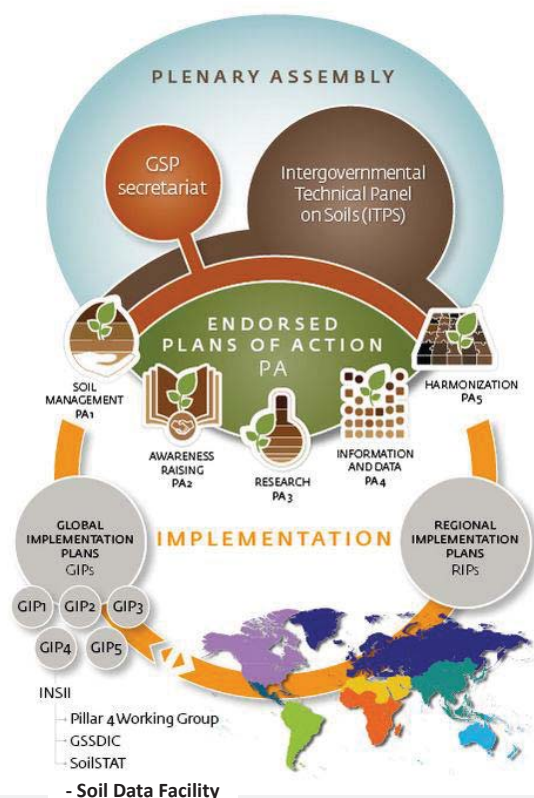 PLENARY ASSEMBLY
GSP
secretariat
Intergovernmental
Technical Panel
on Soils (ITPS)
ENDORSED
PLANS OF ACTION
PA
SOIL
MANAGEMENT
PA1
AWARENESS
RAISING
PA2
RESEARCH
PA3
INFORMATION
AND DATA
PA4
HARMONIZATION
PA5
GLOBAL
IMPLEMENTATION
PLANS
GIPs
IMPLEMENTATION
REGIONAL
IMPLEMENTATION
PLANS
RIPs
GIP1
GIP2
GIP3
GIP4
GIP5
INSII
Pillar 4 Working Group
GSSDIC
SoilSTAT
- Soil Data Facility